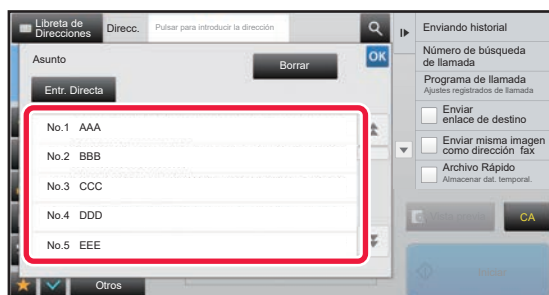 Libreta de
Direcciones
Direcc.
Pulsar para introducir la dirección
Asunto
Borrar
OK
Entr. Directa
No.1 AAA
No.2 BBB
No.3 CCC
No.4 DDD
No.5 EEE
Otros
Enviando historial
Número de búsqueda
de llamada
Programa de llamada
Ajustes registrados de llamada
Enviar
enlace de destino
Enviar misma imagen
como dirección fax
Archivo Rápido
Almacenar dat. temporal.
CA